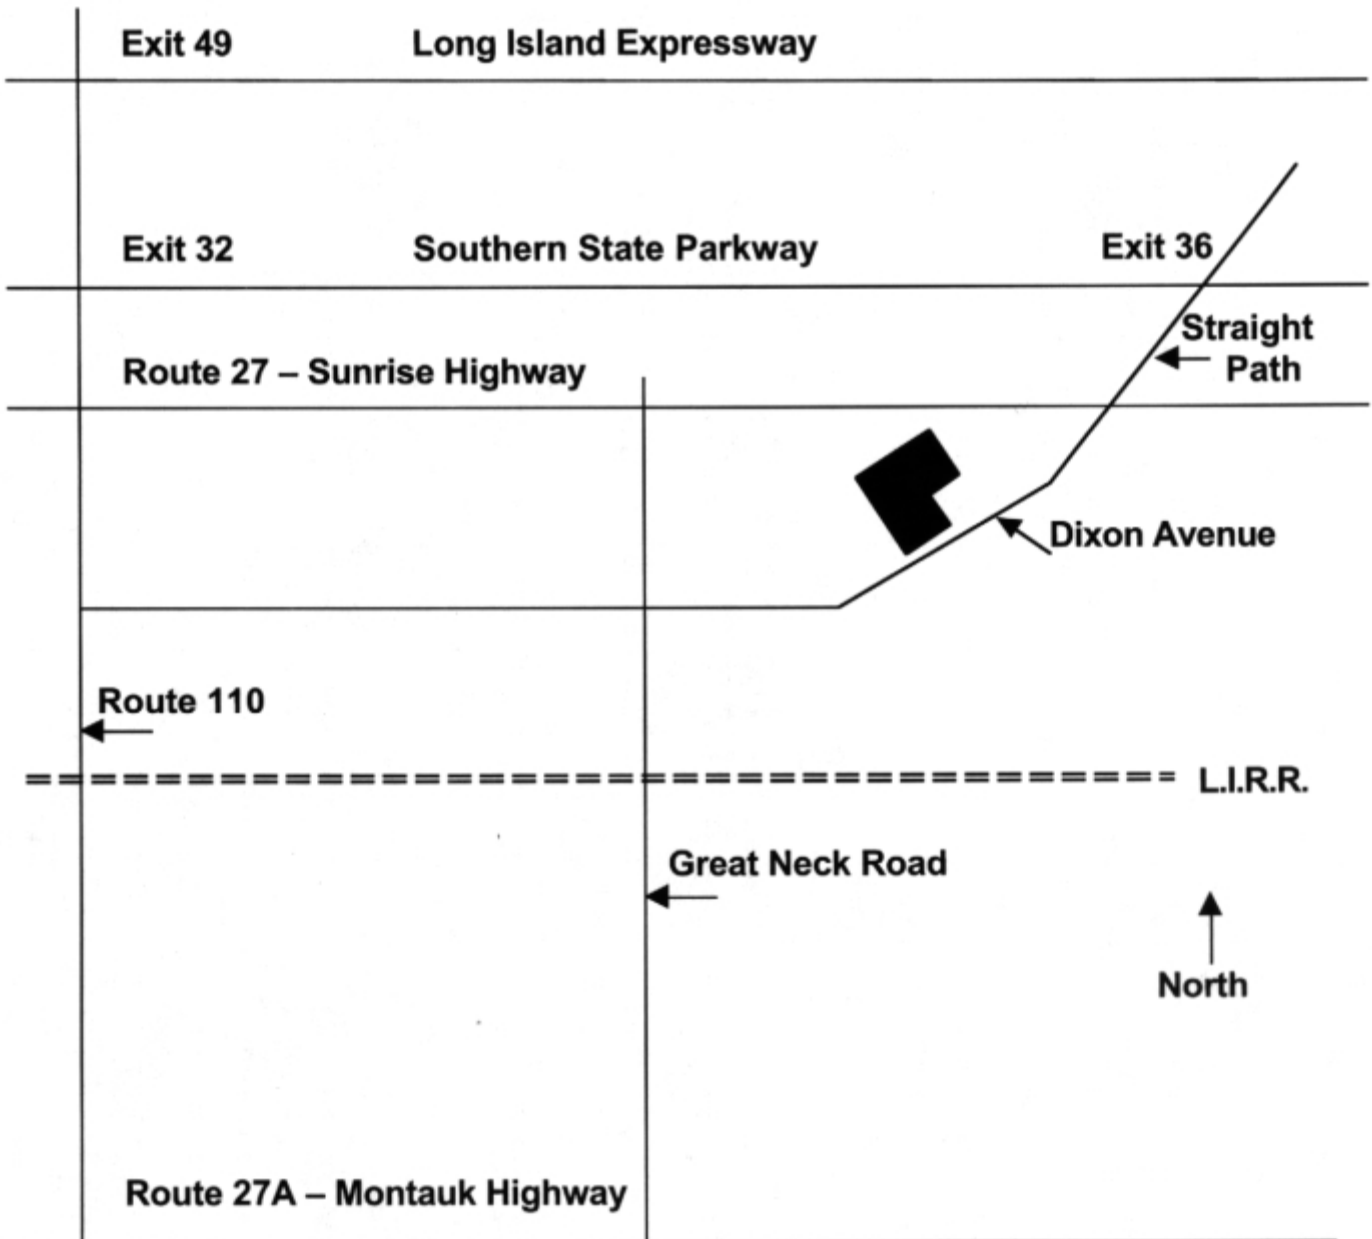 Exit 49
Long Island Expressway
Exit 32
Southern State Parkway
Exit 36
Straight
Path
Route 27 – Sunrise Highway
Dixon Avenue
Route 110
L.I.R.R.
Great Neck Road
North
Route 27A – Montauk Highway